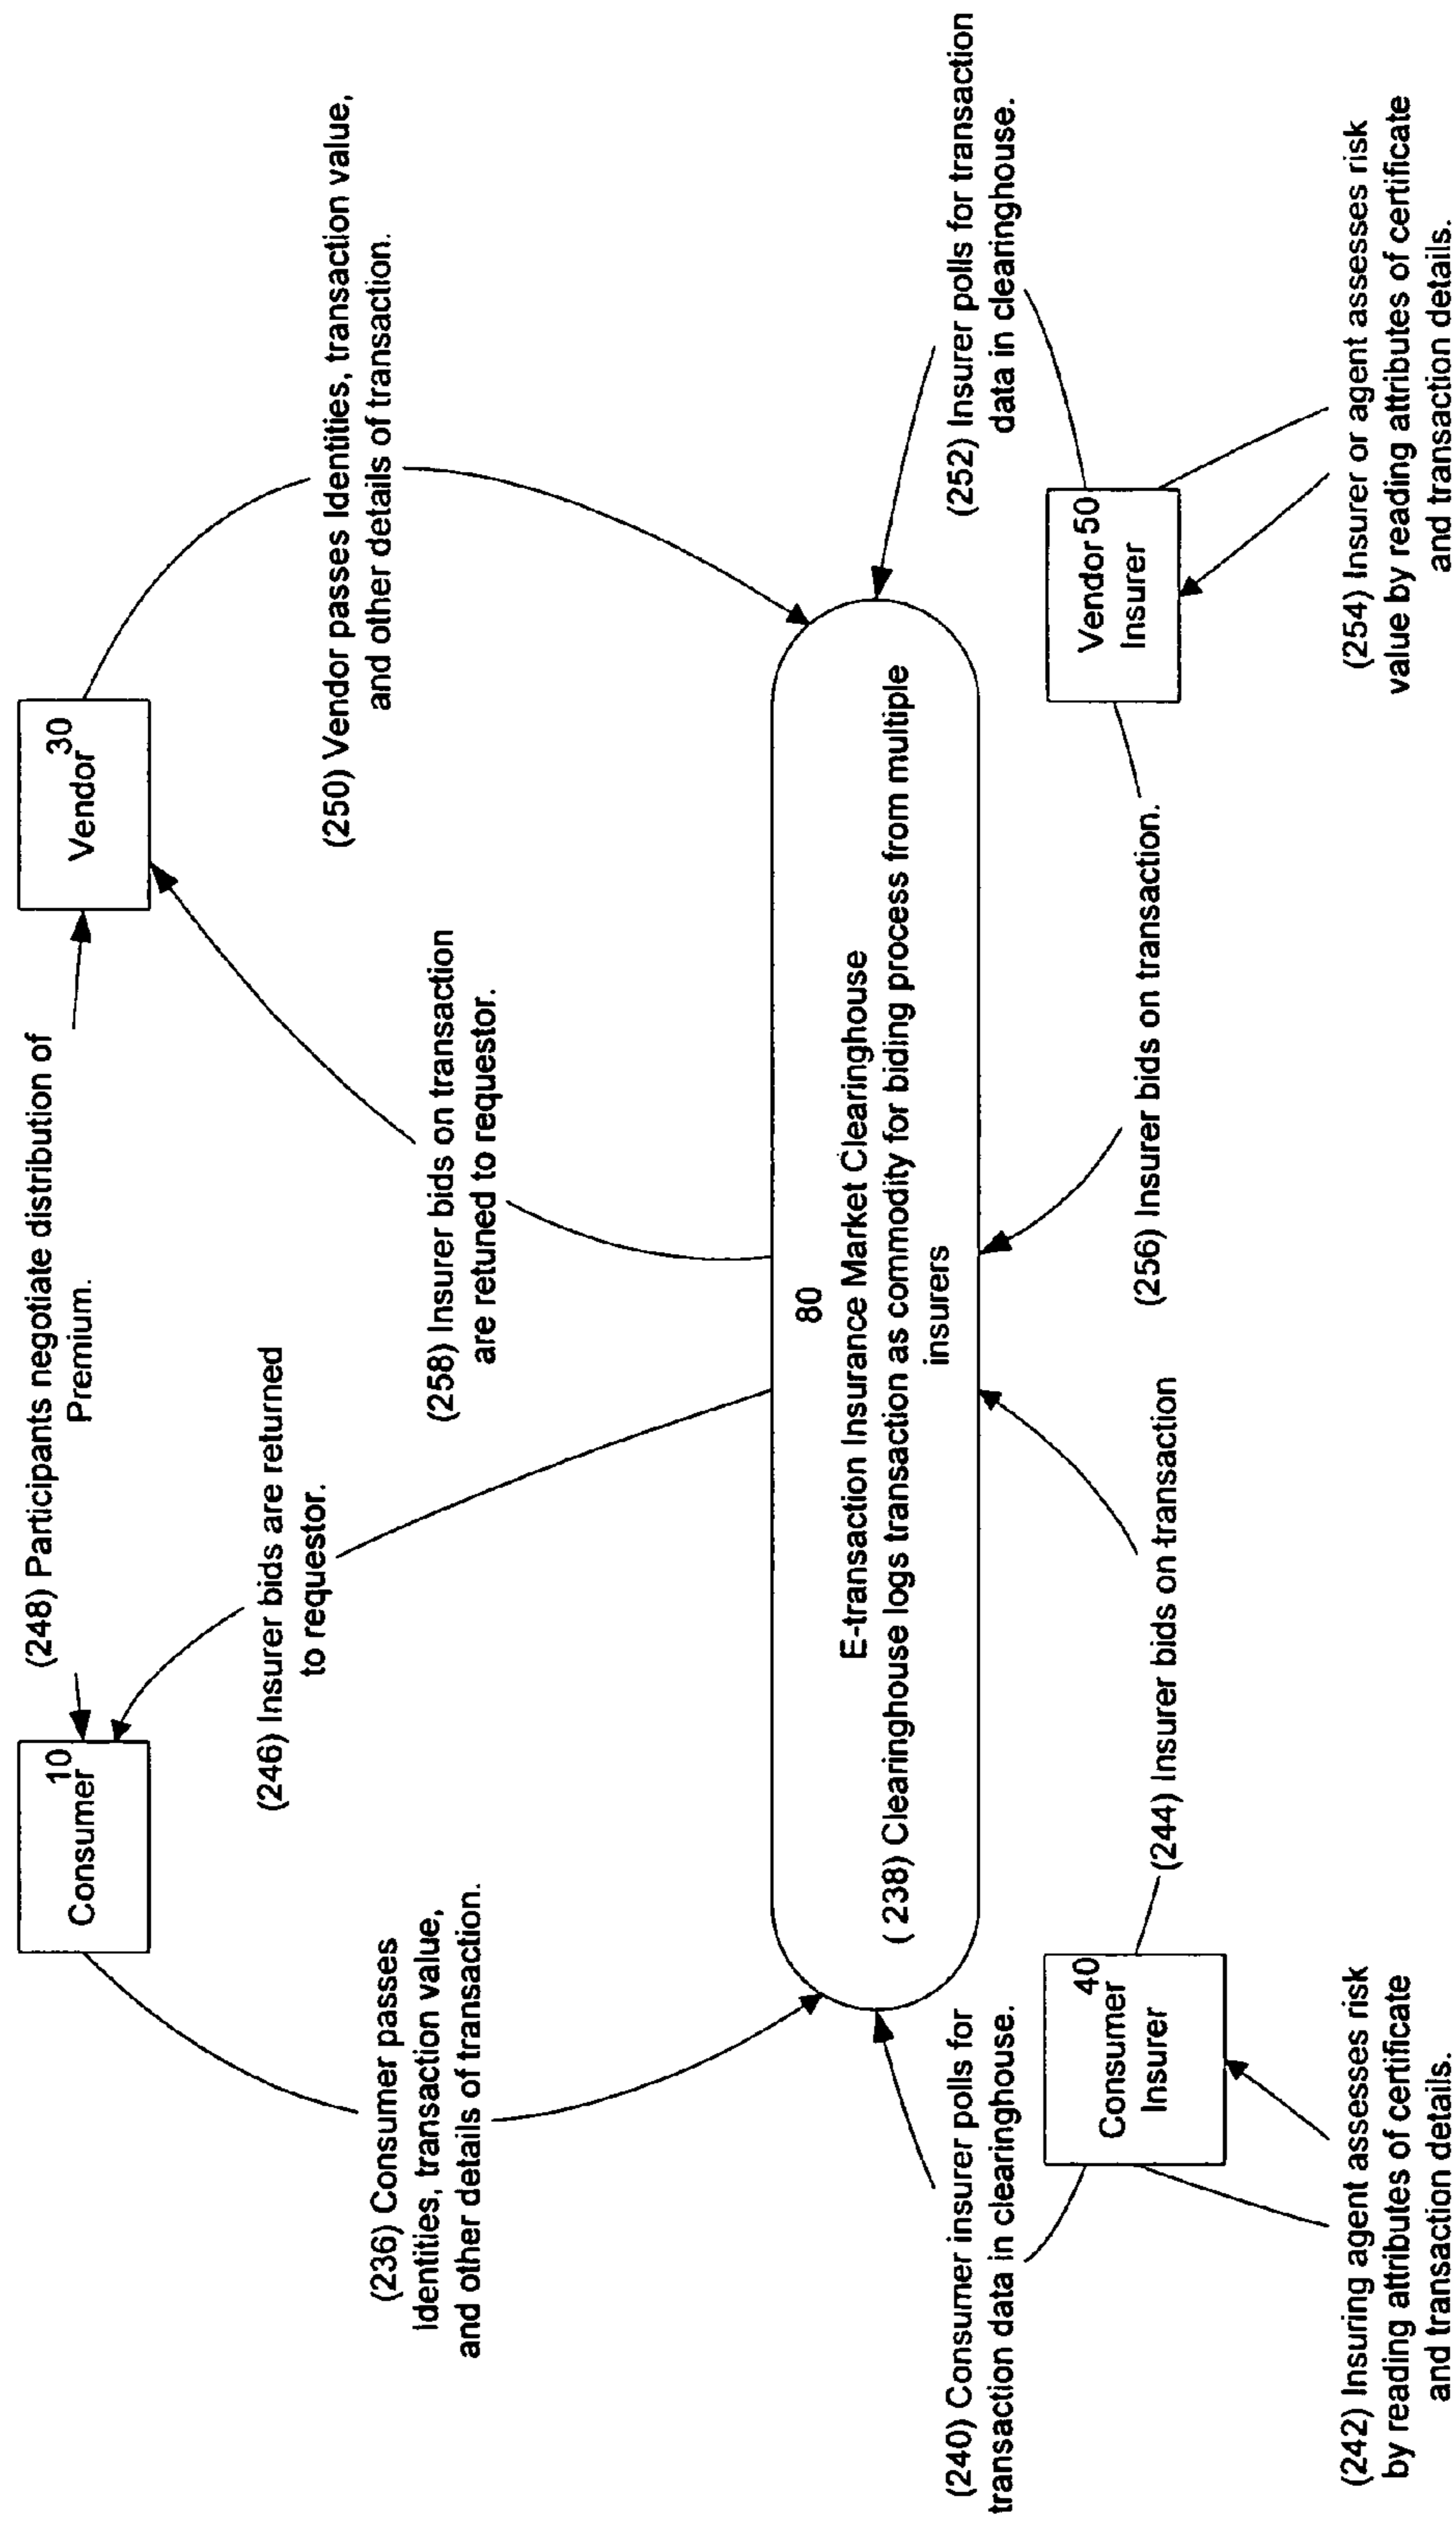 (248) Participants negotiate distribution of
Premium.
Consumer
10
Vendor
30
(246) Insurer bids are returned
to requestor.
(236) Consumer passes
Identities, transaction value,
and other details of transaction.
(258) Insurer bids on transaction
are retuned to requestor.
(250) Vendor passes Identities, transaction value,
and other details of transaction.
80
E-transaction Insurance Market Clearinghouse
( 238) Clearinghouse logs transaction as commodity for biding process from multiple
insurers
(240) Consumer insurer polls for
transaction data in clearinghouse.
(252) Insurer polls for transaction
data in clearinghouse.
Consumer
40
Insurer
(244) Insurer bids on transaction
(256) Insurer bids on transaction.
Vendor 50
Insurer
(242) Insuring agent assesses risk
by reading attributes of certificate
and transaction details.
(254) Insurer or agent assesses risk
value by reading attributes of certificate
and transaction details.